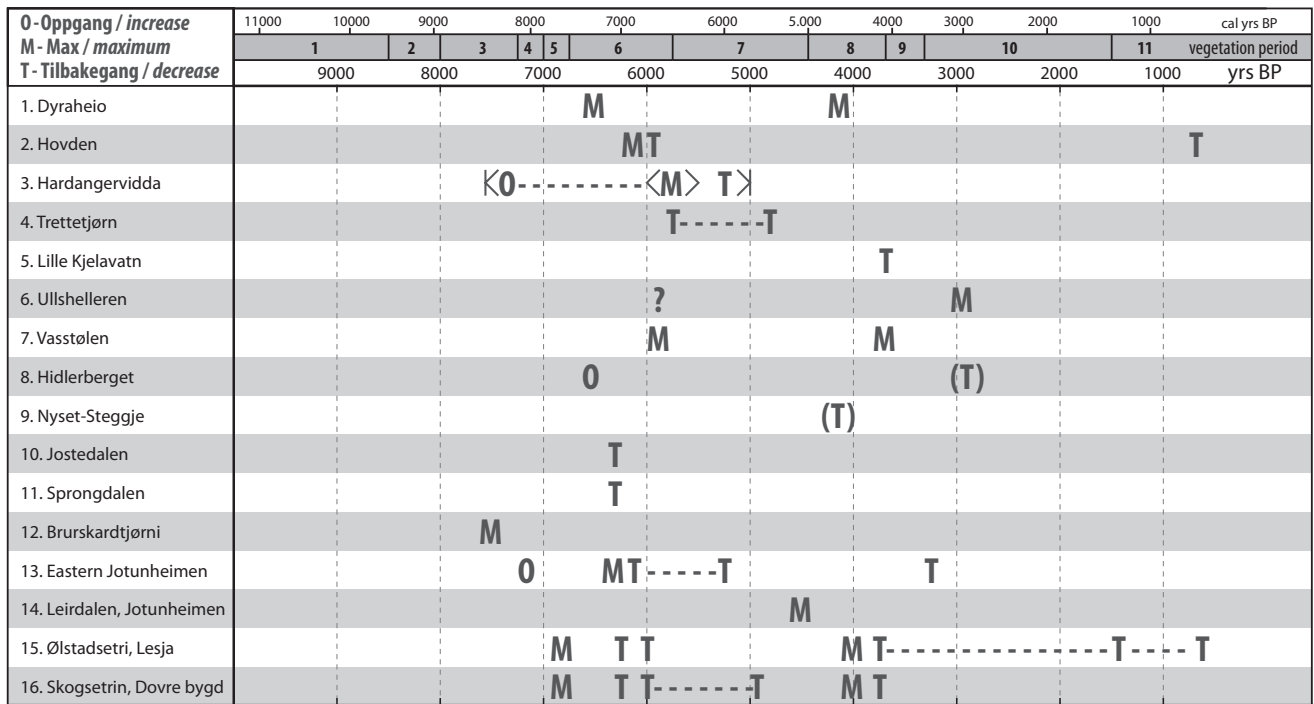 O - Oppgang / increase 11000 10000 9000 8000 7000 6000 5.000 4000 3000 2000 1000 cal yrs BP
M - Max / maximum 1 2 3 4 5 6 7 8 9 10 11 vegetation period
T - Tilbakegang / decrease 9000 8000 7000 6000 5000 4000 3000 2000 1000 yrs BP
1. Dyraheio M M
2. Hovden M T T
3. Hardangervidda <O---------<M> T>
4. Trettetjørn T------T
5. Lille Kjelavatn T
6. Ullshelleren ? M
7. Vasstølen M M
8. Hidlerberget O (T)
9. Nyset-Steggje (T)
10. Jostedalen T
11. Sprongdalen T
12. Brurskardtjørni M
13. Eastern Jotunheimen O M T-----T T
14. Leirdalen, Jotunheimen M
15. Ølstadsetri, Lesja M T T M T---------------T----T
16. Skogsetrin, Dovre bygd M T T-------T M T